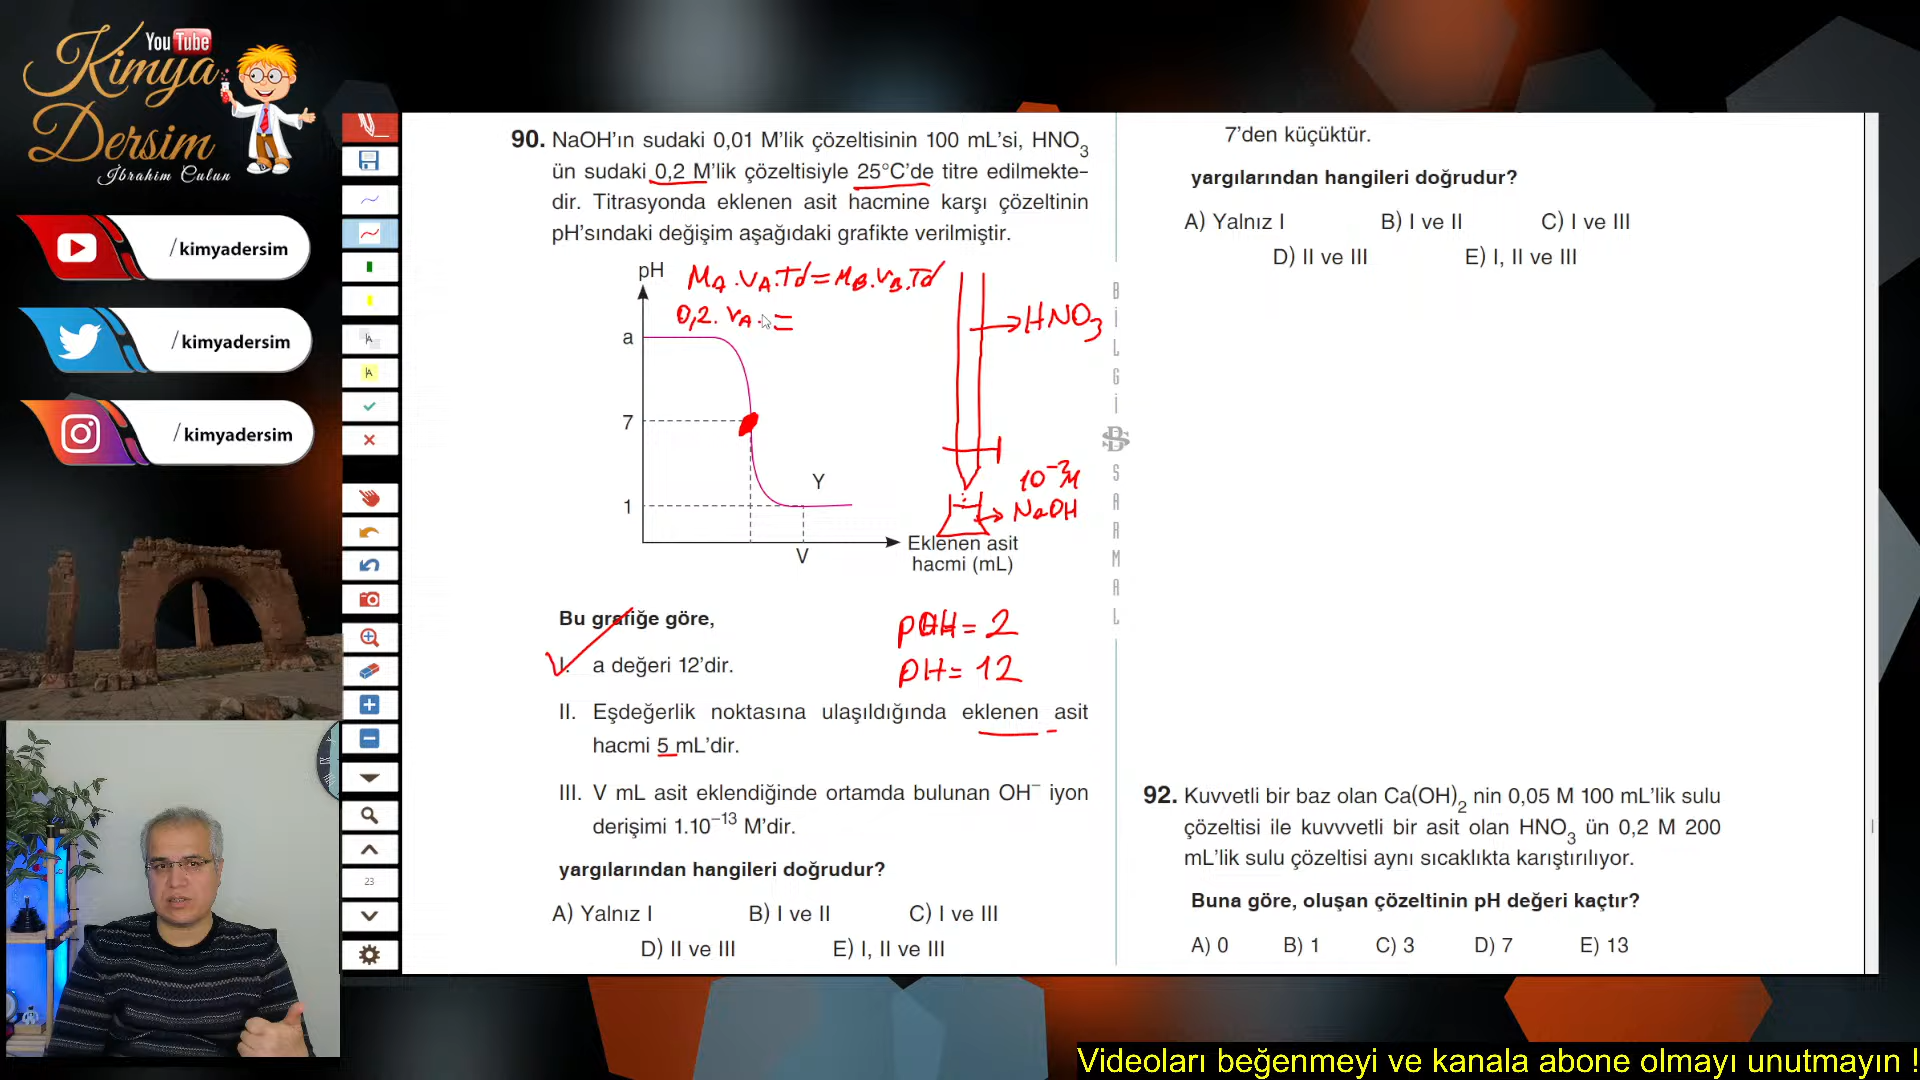 You Tube
Kimya
Dersim
İbrahim Culun
/kimyadersim
/kimyadersim
/kimyadersim
23
90. NaOH'ın sudaki 0,01 M'lik çözeltisinin 100 mL'si, HNO3
ün sudaki 0,2 M'lik çözeltisiyle 25°C'de titre edilmekte-
dir. Titrasyonda eklenen asit hacmine karşı çözeltinin
pH'sındaki değişim aşağıdaki grafikte verilmiştir.
pH
MA.VA.Td=MB.VB.Td
0,2.VA.=
a
7
1
Y
V
Eklenen asit
hacmi (mL)
HNO3
10⁻²M
NaOH
Bu grafiğe göre,
pOH=2
pH=12
I. a değeri 12'dir.
II. Eşdeğerlik noktasına ulaşıldığında eklenen asit
hacmi 5 mL'dir.
III. V mL asit eklendiğinde ortamda bulunan OH⁻ iyon
derişimi 1.10⁻¹³ M'dir.
yargılarından hangileri doğrudur?
A) Yalnız I B) I ve II C) I ve III
D) II ve III E) I, II ve III
BİLGİ SARMAL
7'den küçüktür.
yargılarından hangileri doğrudur?
A) Yalnız I B) I ve II C) I ve III
D) II ve III E) I, II ve III
92. Kuvvetli bir baz olan Ca(OH)2 nin 0,05 M 100 mL'lik sulu
çözeltisi ile kuvvvetli bir asit olan HNO3 ün 0,2 M 200
mL'lik sulu çözeltisi aynı sıcaklıkta karıştırılıyor.
Buna göre, oluşan çözeltinin pH değeri kaçtır?
A) 0 B) 1 C) 3 D) 7 E) 13
Videoları beğenmeyi ve kanala abone olmayı unutmayın !